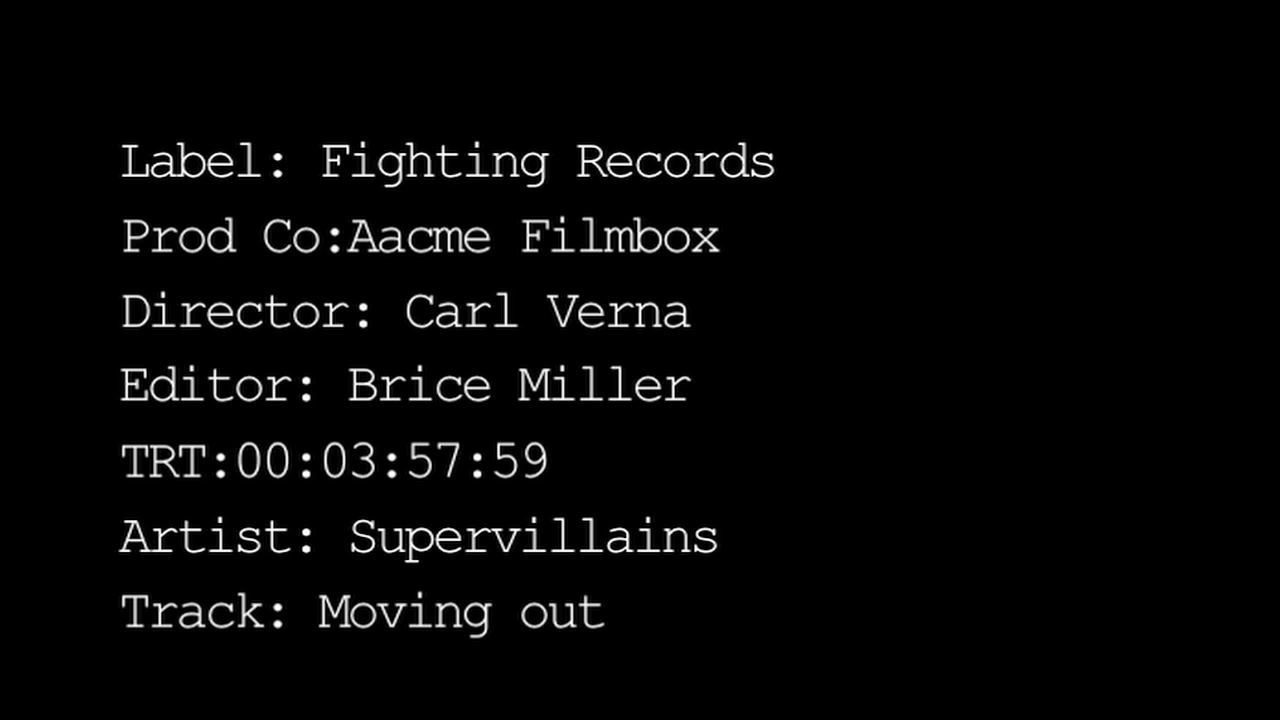 Label: Fighting Records
Prod Co:Aacme Filmbox
Director: Carl Verna
Editor: Brice Miller
TRT:00:03:57:59
Artist: Supervillains
Track: Moving out